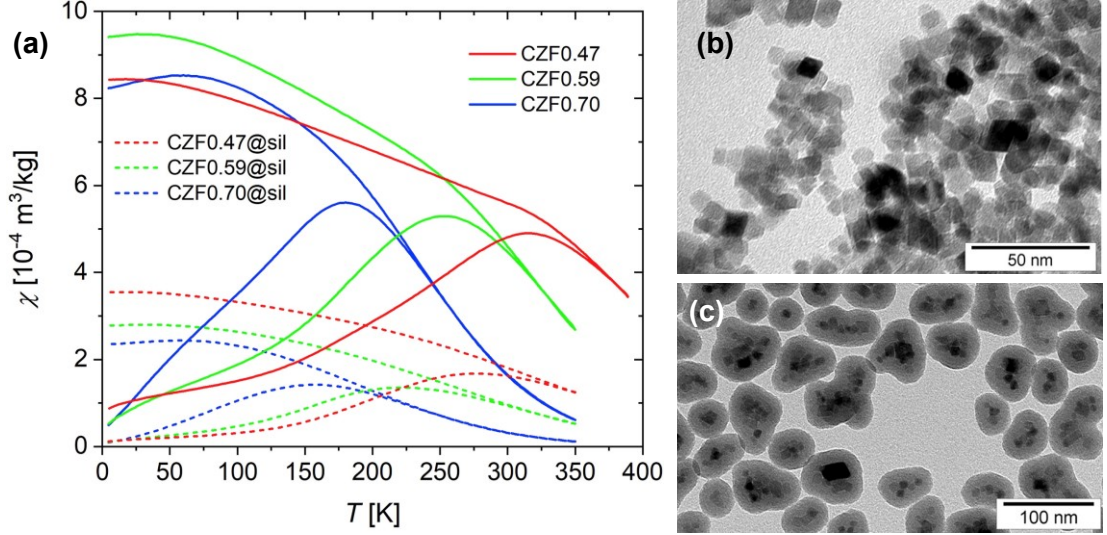 (a)
χ [10⁻⁴ m³/kg]
10
8
6
4
2
0
CZF0.47
CZF0.59
CZF0.70
CZF0.47@sil
CZF0.59@sil
CZF0.70@sil
0 50 100 150 200 250 300 350 400
T [K]
(b)
50 nm
(c)
100 nm